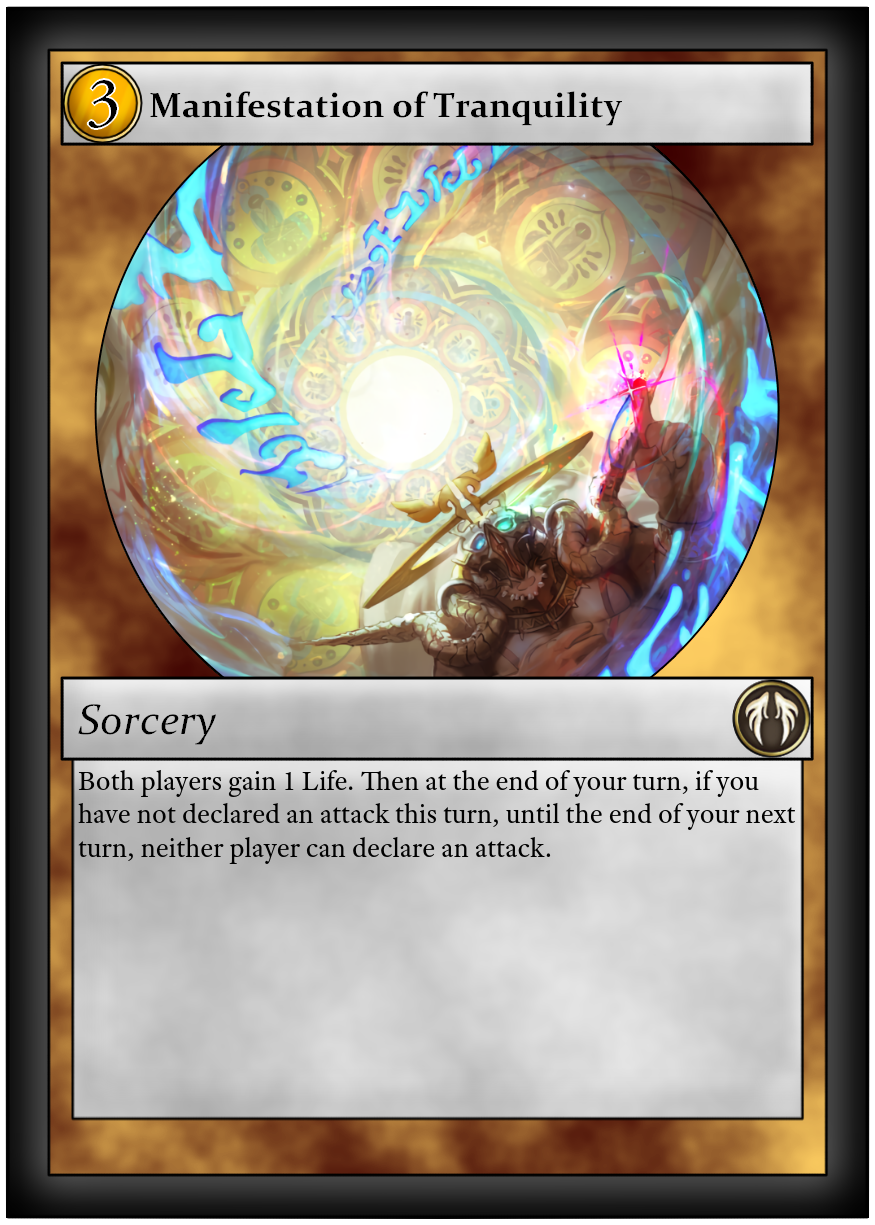 3 Manifestation of Tranquility
Sorcery
Both players gain 1 Life. Then at the end of your turn, if you
have not declared an attack this turn, until the end of your next
turn, neither player can declare an attack.